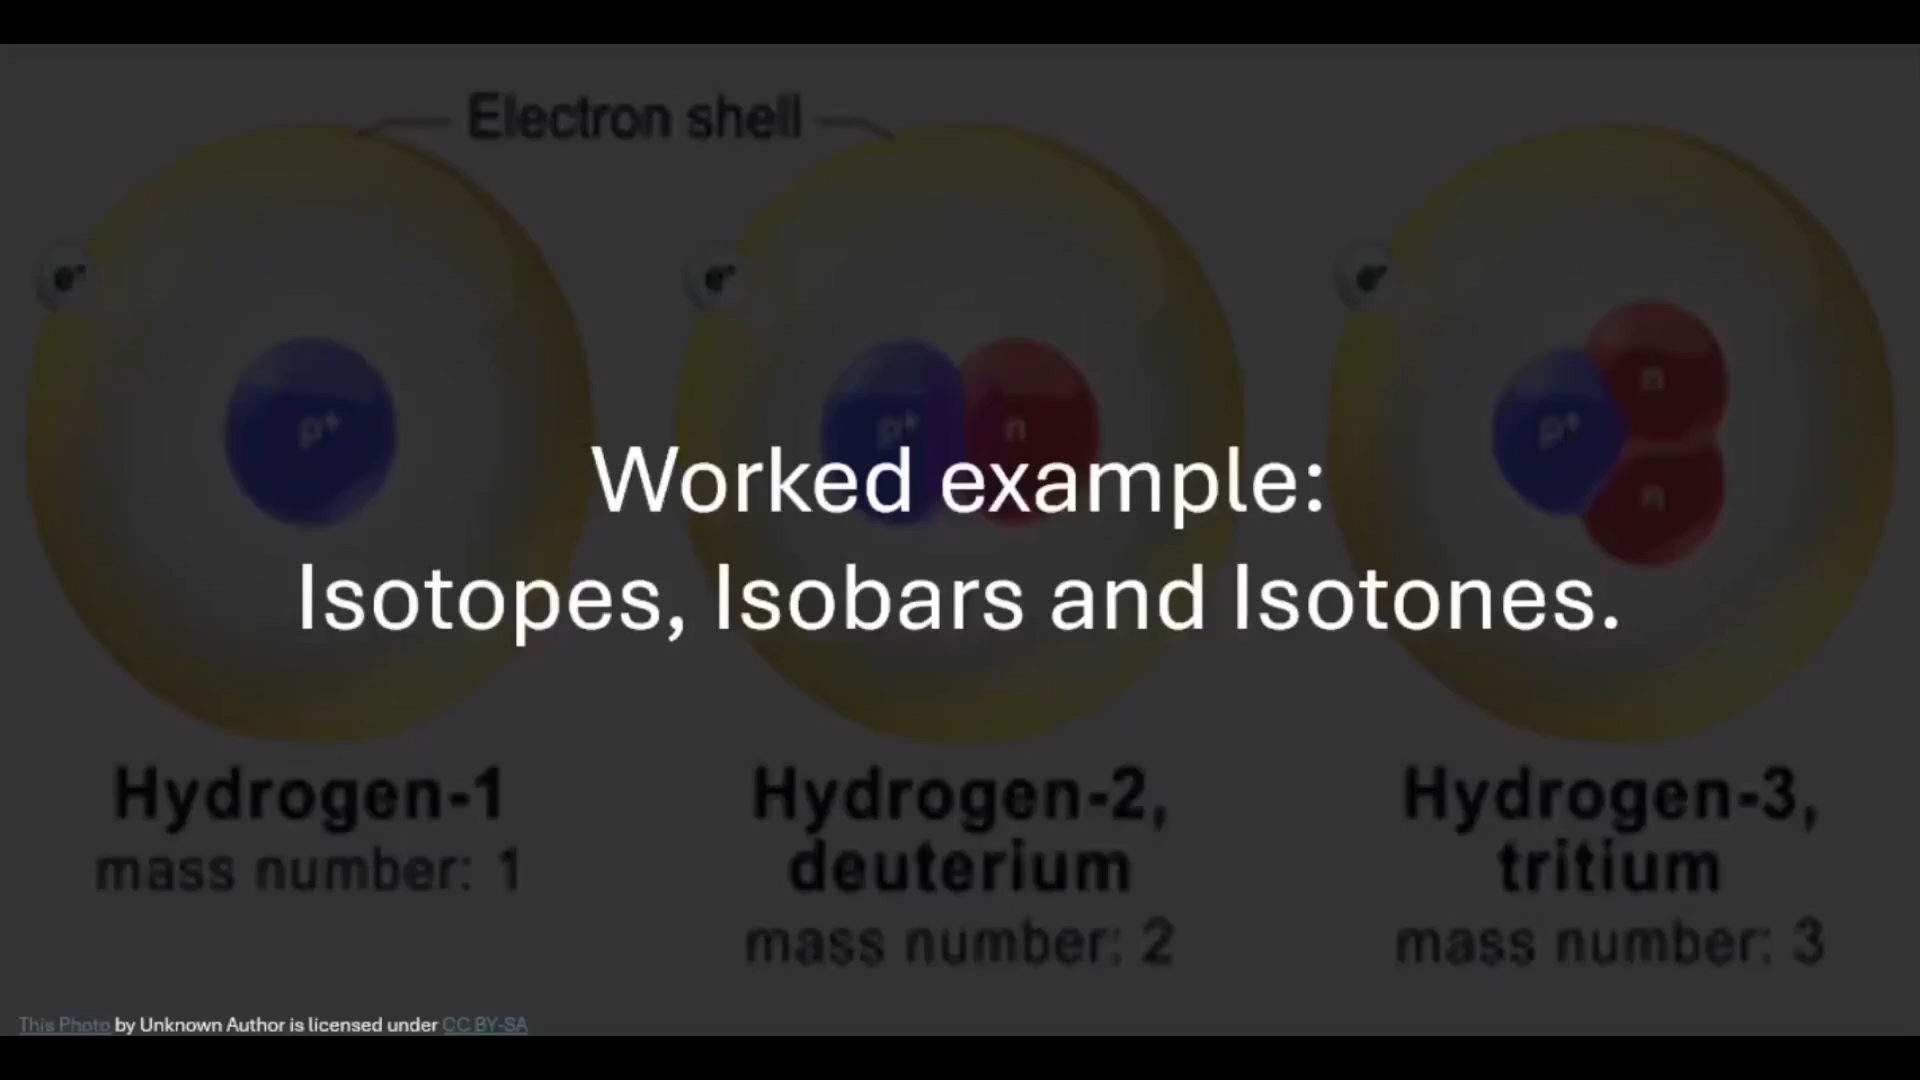 Electron shell
e-
e-
e-
p+
p+
n
p+
n
n
Worked example:
Isotopes, Isobars and Isotones.
Hydrogen-1
mass number: 1
Hydrogen-2,
deuterium
mass number: 2
Hydrogen-3,
tritium
mass number: 3
This Photo by Unknown Author is licensed under CC BY-SA